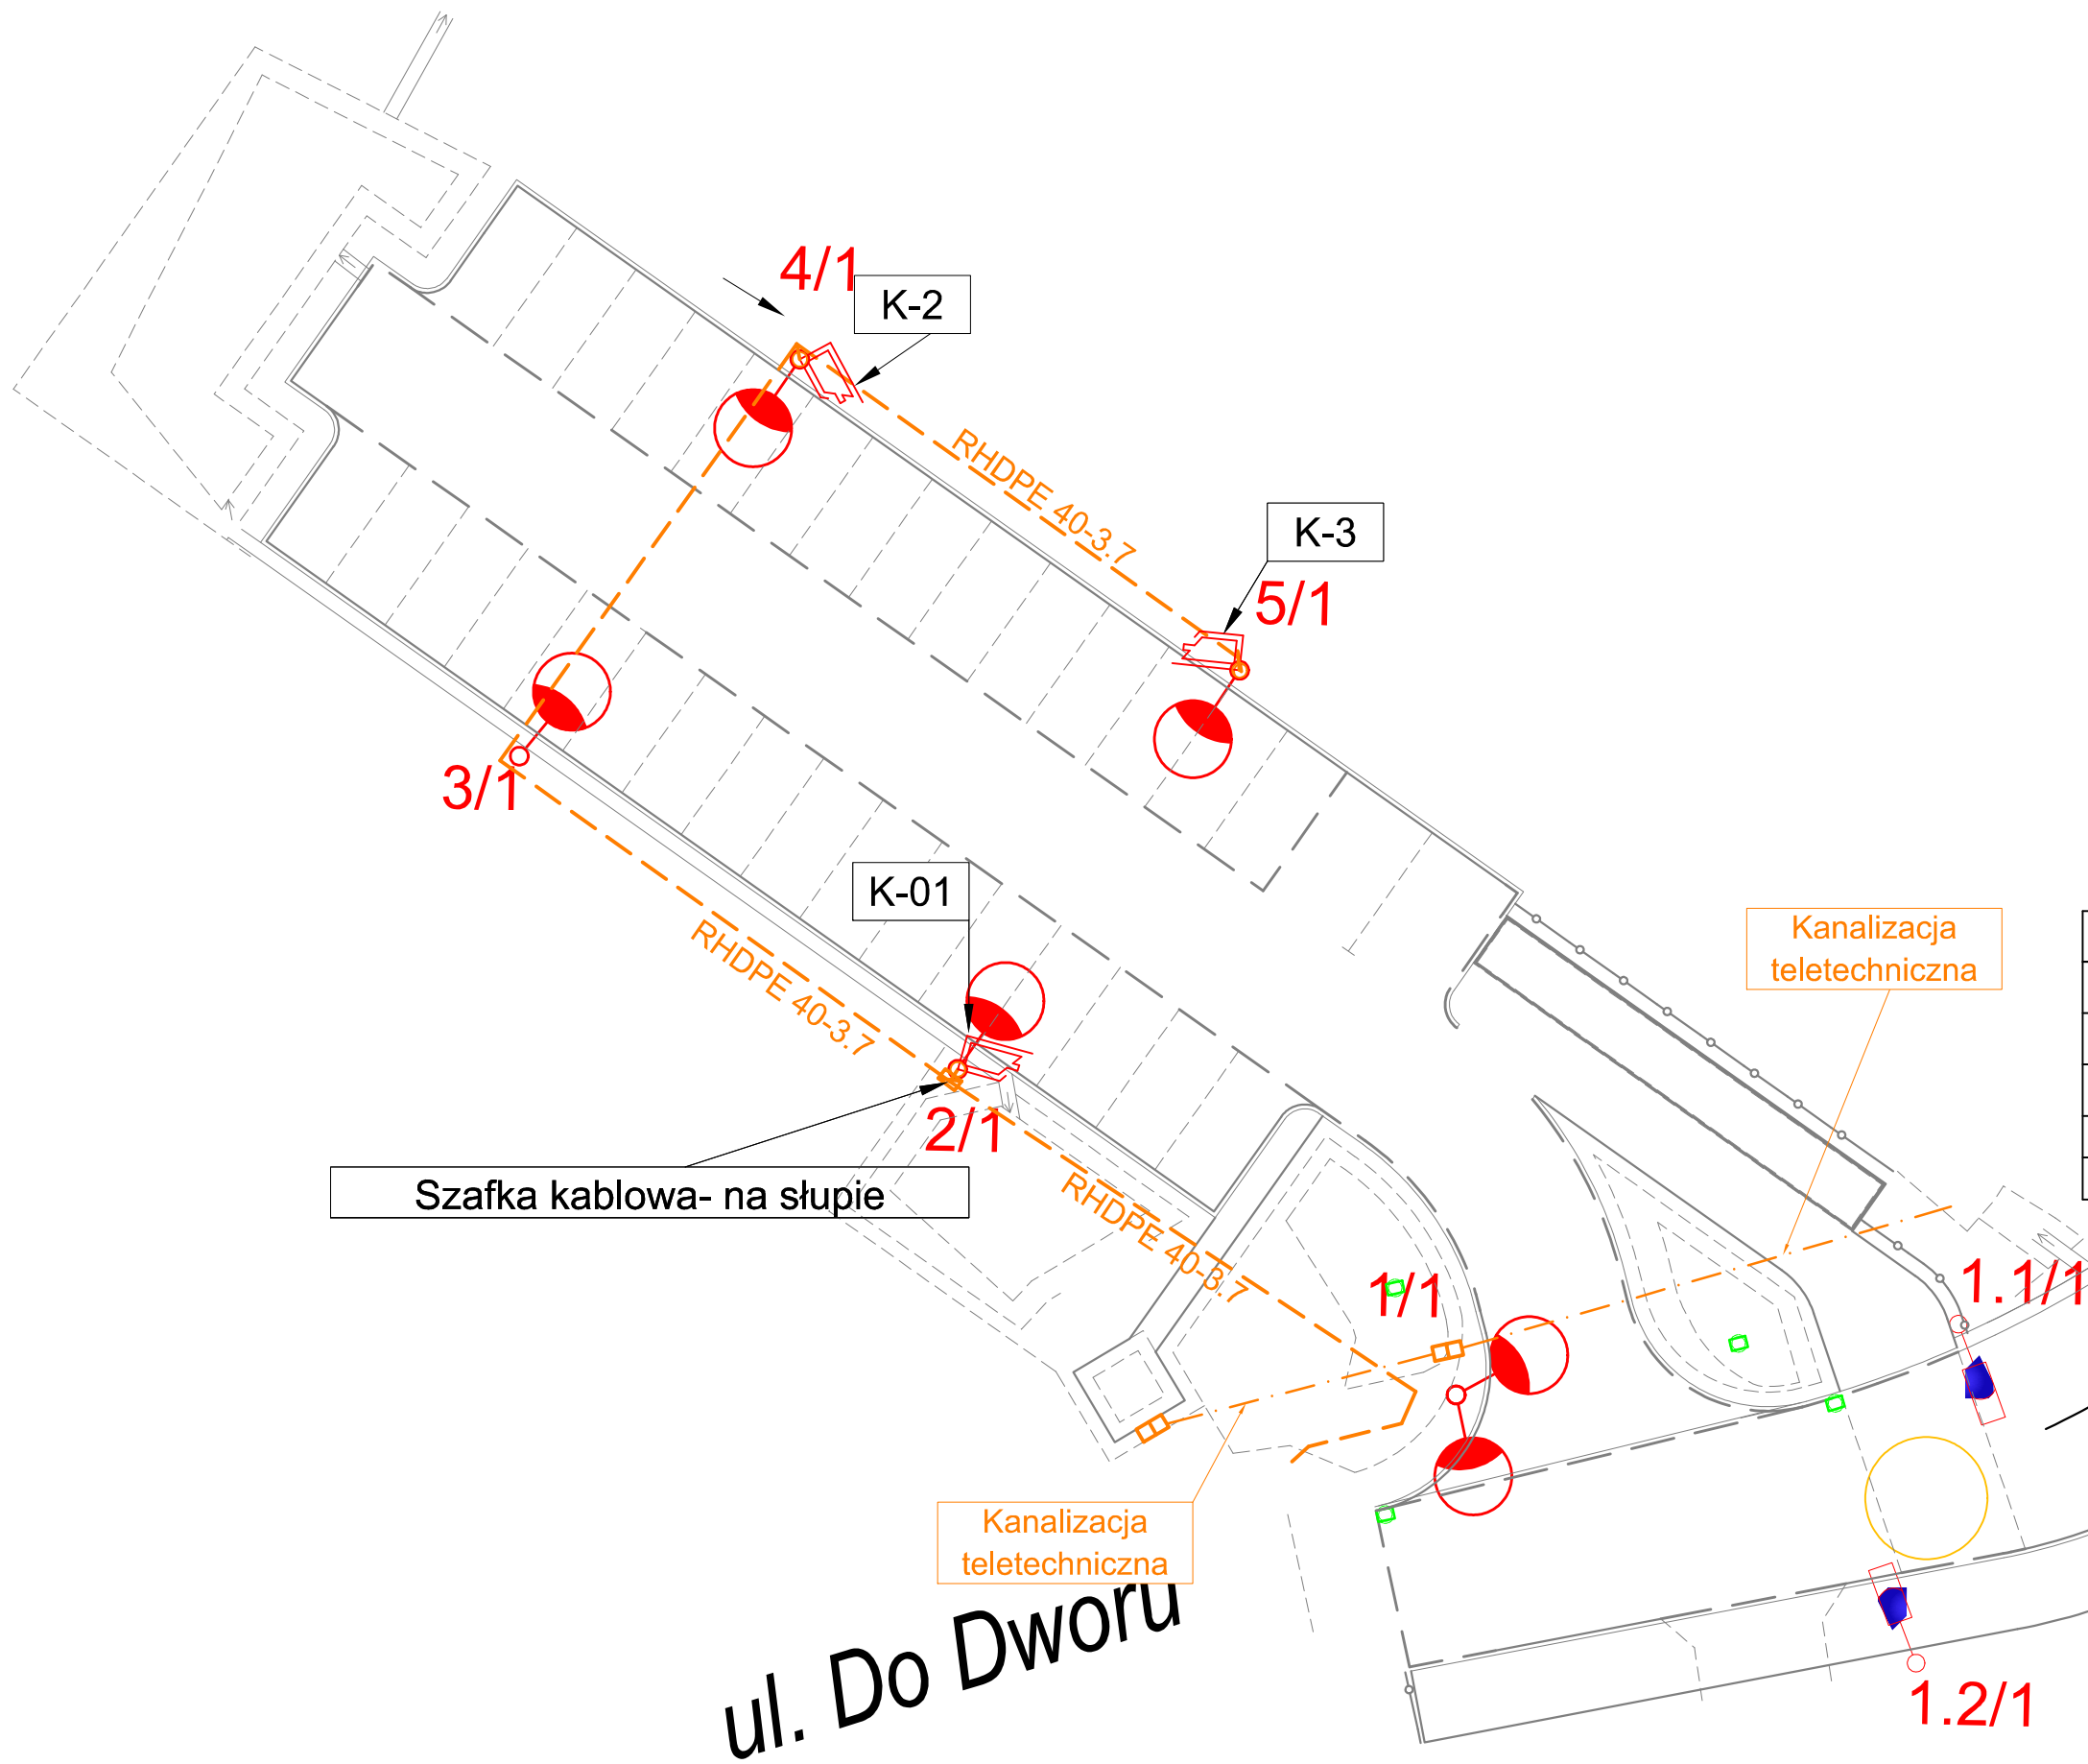 4/1
K-2
RHDPE 40-3.7
K-3
5/1
3/1
K-01
RHDPE 40-3.7
Kanalizacja
teletechniczna
2/1
Szafka kablowa- na słupie
RHDPE 40-3.7
1/1
1.1/1
Kanalizacja
teletechniczna
ul. Do Dworu
1.2/1